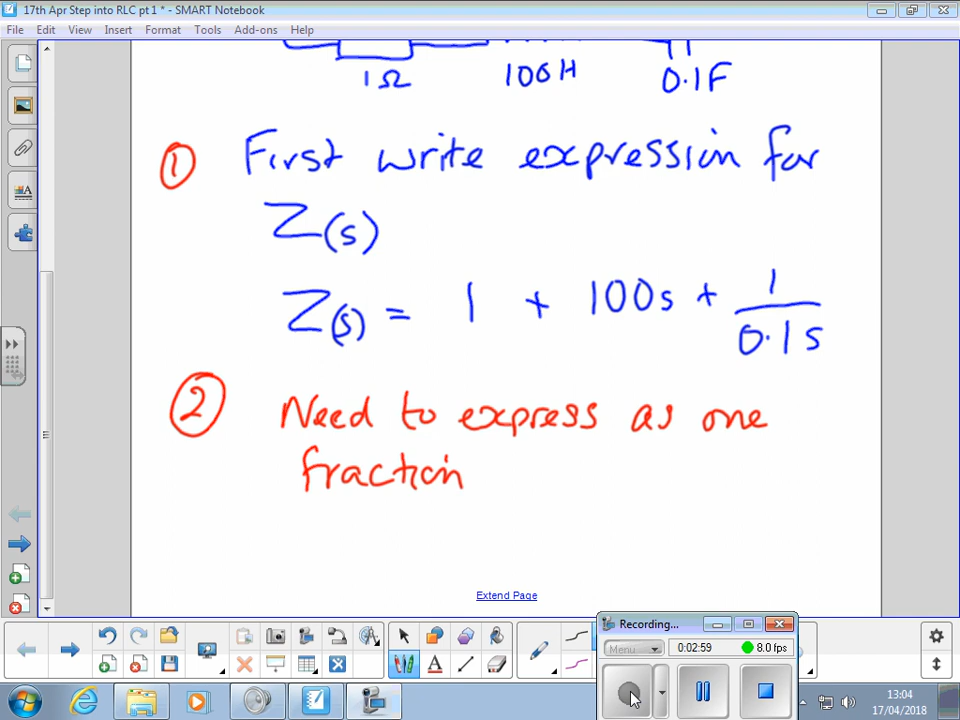 17th Apr Step into RLC pt 1 * - SMART Notebook
File Edit View Insert Format Tools Add-ons Help
1Ω 100H 0.1F
① First write expression for
Z(s)
Z(s) = 1 + 100s + 1
0.1s
② Need to express as one
fraction
Extend Page
Recording...
Menu 0:02:59 8.0 fps
13:04
17/04/2018